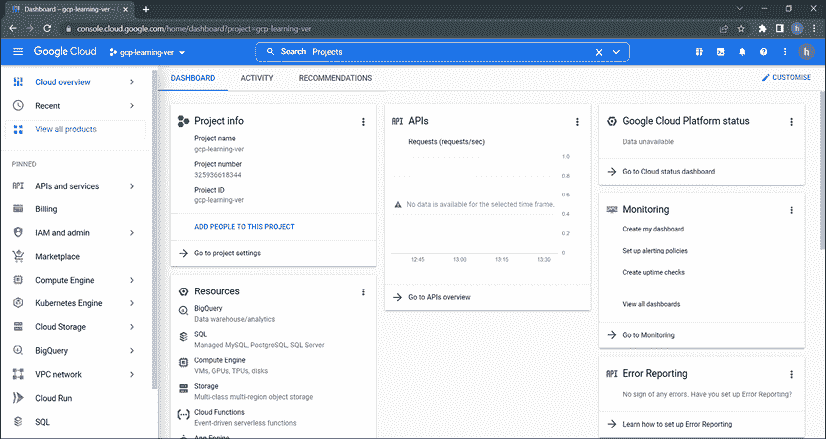 Dashboard – gcp-learning-ver –
console.cloud.google.com/home/dashboard?project=gcp-learning-ver
Google Cloud
gcp-learning-ver
Search Projects
h
h
Cloud overview
Recent
View all products
PINNED
APIs and services
Billing
IAM and admin
Marketplace
Compute Engine
Kubernetes Engine
Cloud Storage
BigQuery
VPC network
Cloud Run
SQL
DASHBOARD
ACTIVITY
RECOMMENDATIONS
CUSTOMISE
Project info
Project name
gcp-learning-ver
Project number
325936618344
Project ID
gcp-learning-ver
ADD PEOPLE TO THIS PROJECT
Go to project settings
Resources
BigQuery
Data warehouse/analytics
SQL
Managed MySQL, PostgreSQL, SQL Server
Compute Engine
VMs, GPUs, TPUs, disks
Storage
Multi-class multi-region object storage
Cloud Functions
Event-driven serverless functions
App Engine
API APIs
Requests (requests/sec)
1.0
0.8
0.6
0.4
0.2
0
No data is available for the selected time frame.
12:45 13:00 13:15 13:30
Go to APIs overview
Google Cloud Platform status
Data unavailable
Go to Cloud status dashboard
Monitoring
Create my dashboard
Set up alerting policies
Create uptime checks
View all dashboards
Go to Monitoring
Error Reporting
No sign of any errors. Have you set up Error Reporting?
Learn how to set up Error Reporting